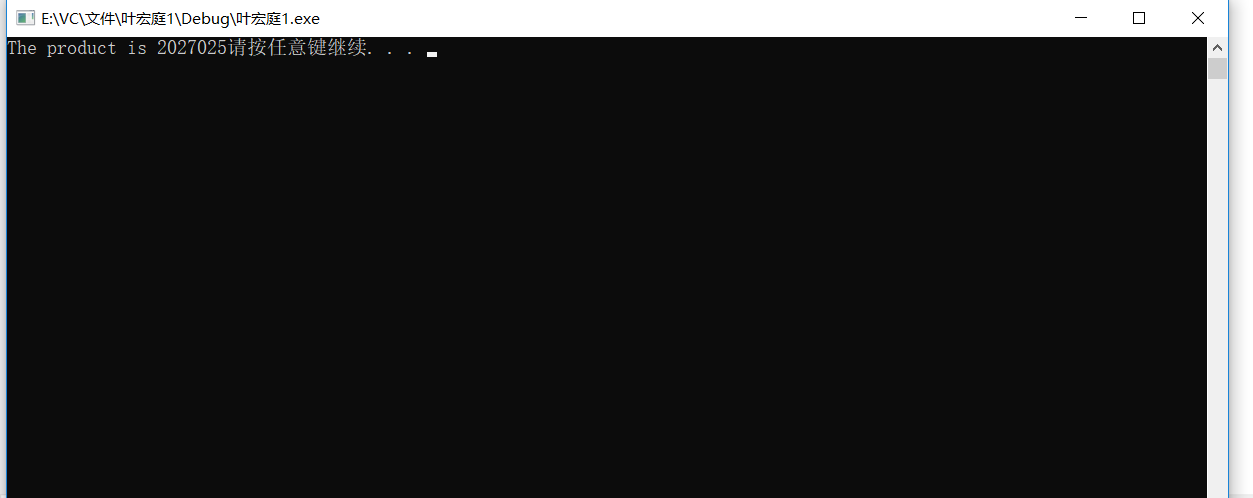 E:\VC\文件\叶宏庭1\Debug\叶宏庭1.exe
The product is 2027025请按任意键继续. . .